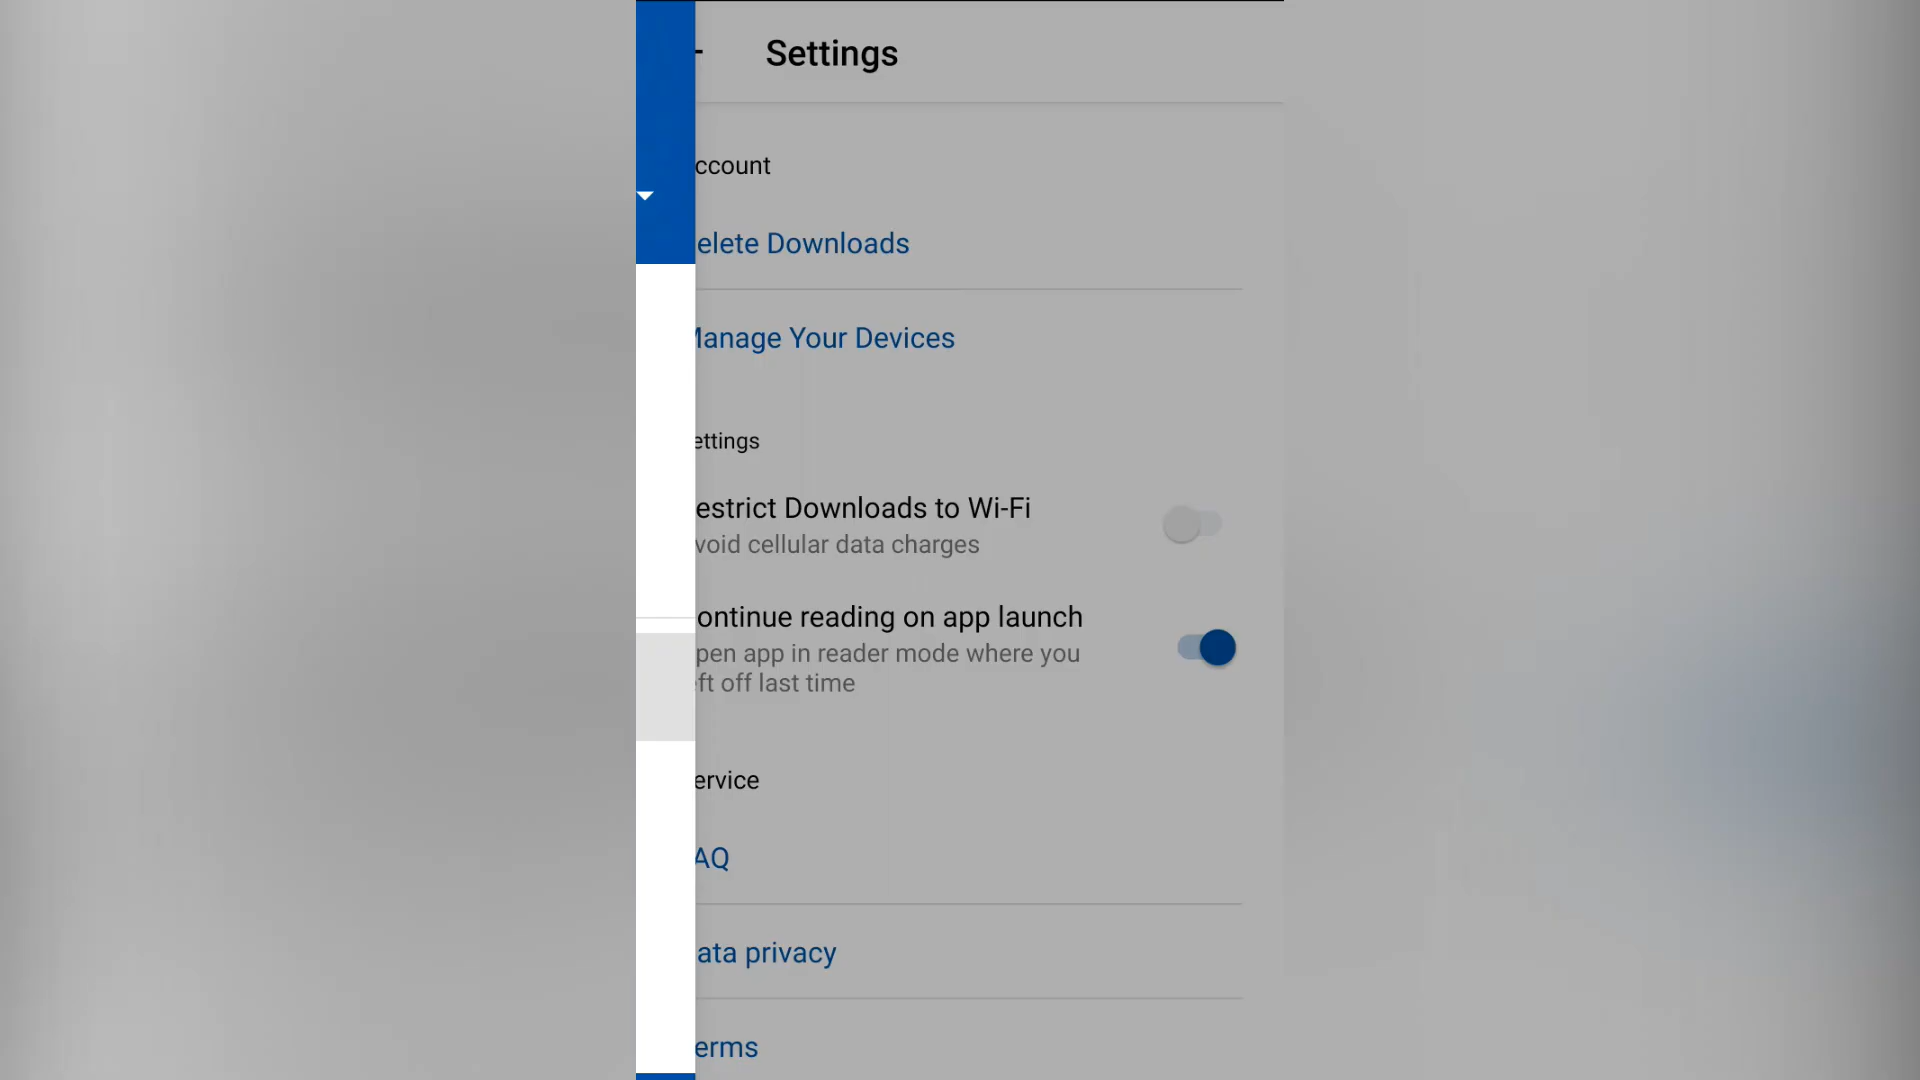 Settings
ccount
elete Downloads
anage Your Devices
ettings
estrict Downloads to Wi-Fi
void cellular data charges
ontinue reading on app launch
pen app in reader mode where you
ft off last time
ervice
AQ
ata privacy
erms